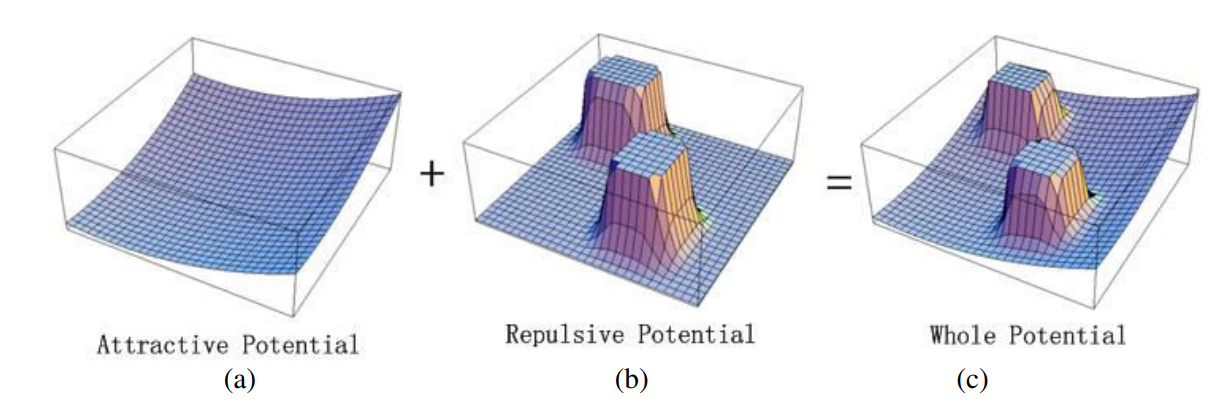 +
=
Attractive Potential
Repulsive Potential
Whole Potential
(a)
(b)
(c)